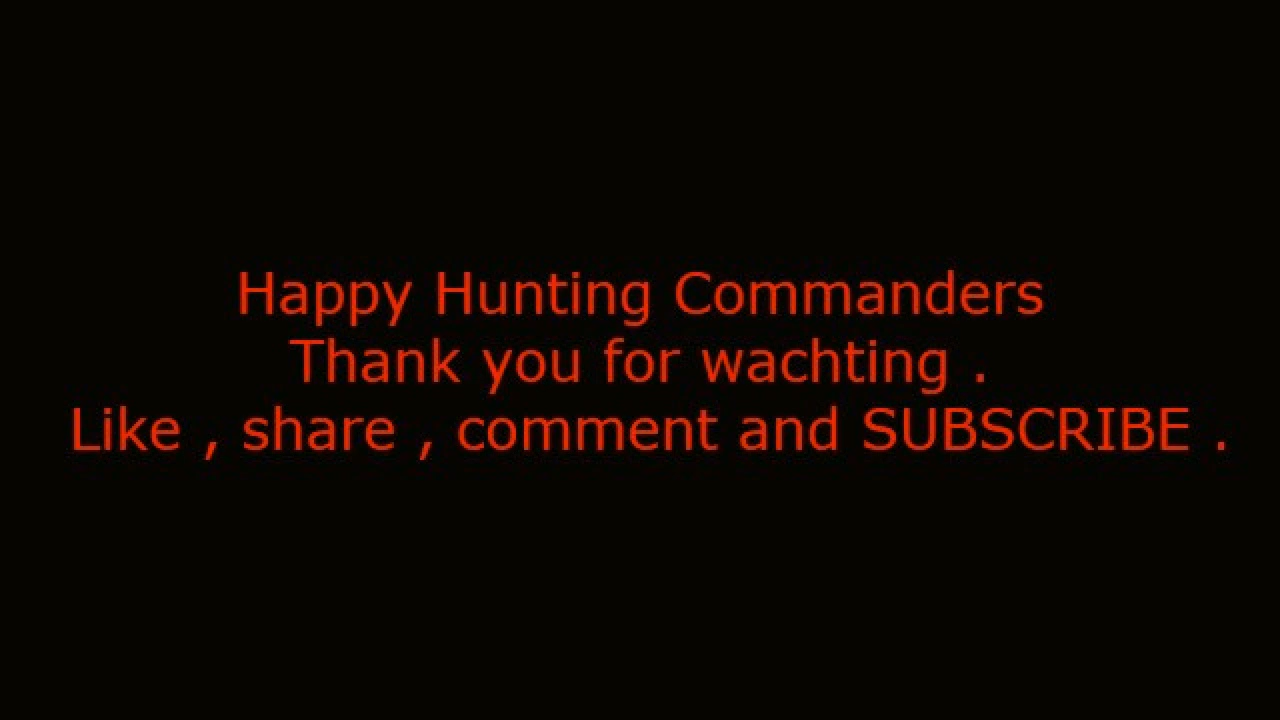 Happy Hunting Commanders
Thank you for wachting .
Like , share , comment and SUBSCRIBE .